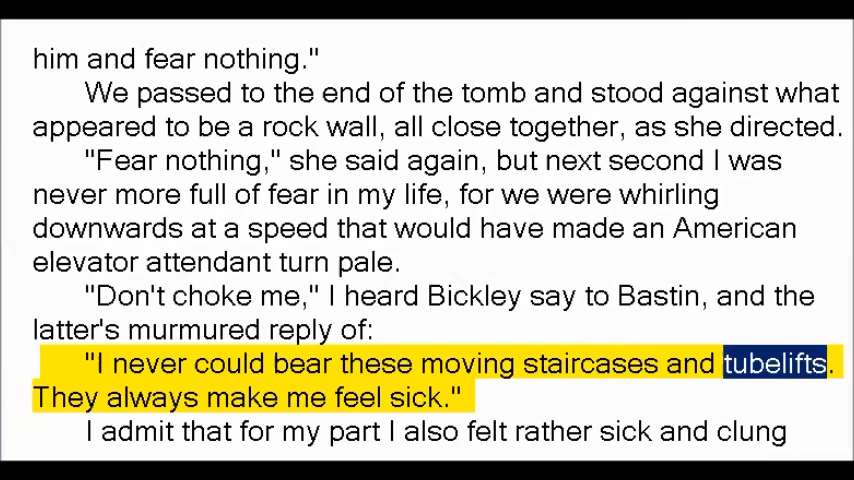 him and fear nothing."
We passed to the end of the tomb and stood against what
appeared to be a rock wall, all close together, as she directed.
"Fear nothing," she said again, but next second I was
never more full of fear in my life, for we were whirling
downwards at a speed that would have made an American
elevator attendant turn pale.
"Don't choke me," I heard Bickley say to Bastin, and the
latter's murmured reply of:
"I never could bear these moving staircases and tubelifts.
They always make me feel sick."
I admit that for my part I also felt rather sick and clung